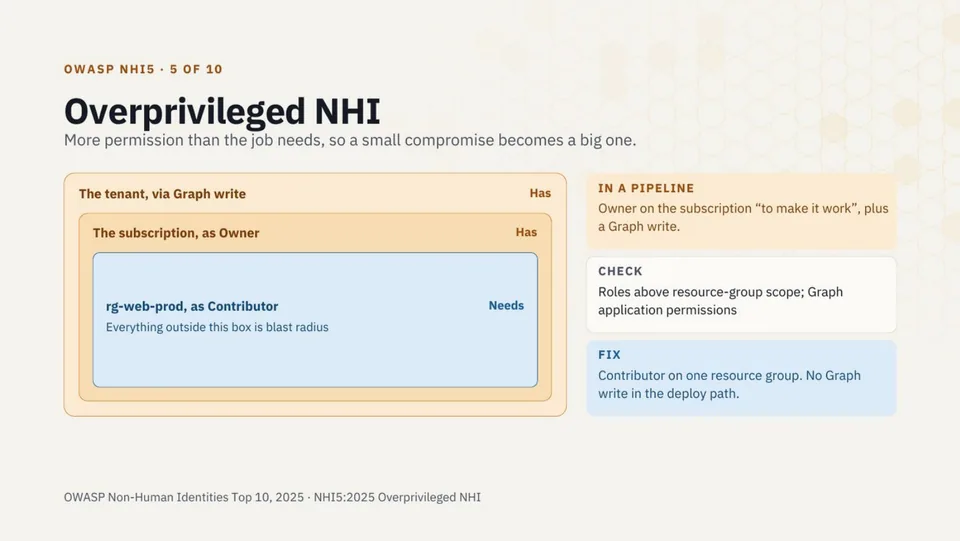 OWASP NHI5 · 5 OF 10
Overprivileged NHI
More permission than the job needs, so a small compromise becomes a big one.
The tenant, via Graph write
Has
The subscription, as Owner
Has
rg-web-prod, as Contributor
Needs
Everything outside this box is blast radius
IN A PIPELINE
Owner on the subscription “to make it work”, plus
a Graph write.
CHECK
Roles above resource-group scope; Graph
application permissions
FIX
Contributor on one resource group. No Graph
write in the deploy path.
OWASP Non-Human Identities Top 10, 2025 · NHI5:2025 Overprivileged NHI